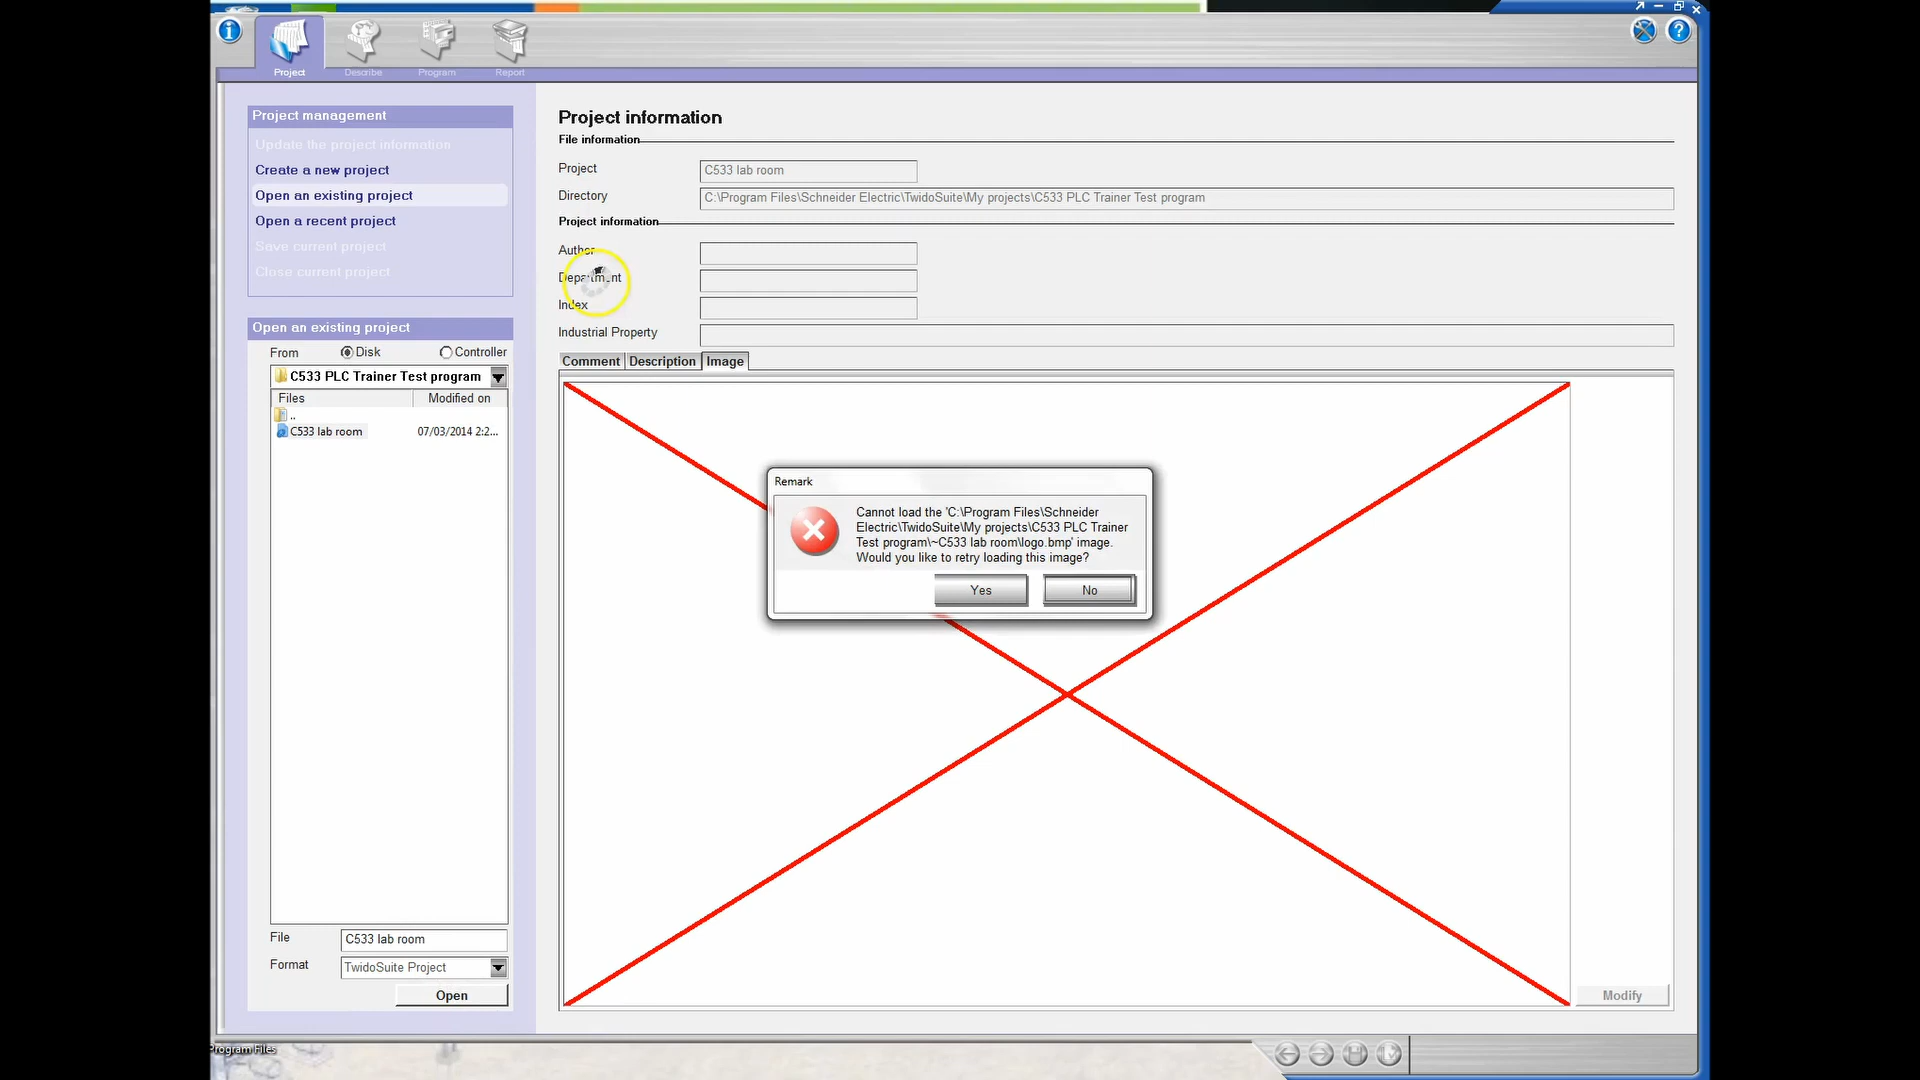 Project
Describe
Program
Report
Project management
Update the project information
Create a new project
Open an existing project
Open a recent project
Save current project
Close current project
Open an existing project
From
Disk
Controller
C533 PLC Trainer Test program
Files
Modified on
..
C533 lab room
07/03/2014 2:2...
File
C533 lab room
Format
TwidoSuite Project
Open
Project information
File information
Project
C533 lab room
Directory
C:\Program Files\Schneider Electric\TwidoSuite\My projects\C533 PLC Trainer Test program
Project information
Author
Department
Index
Industrial Property
Comment
Description
Image
Remark
Cannot load the 'C:\Program Files\Schneider
Electric\TwidoSuite\My projects\C533 PLC Trainer
Test program\~C533 lab room\logo.bmp' image.
Would you like to retry loading this image?
Yes
No
Modify
Program Files